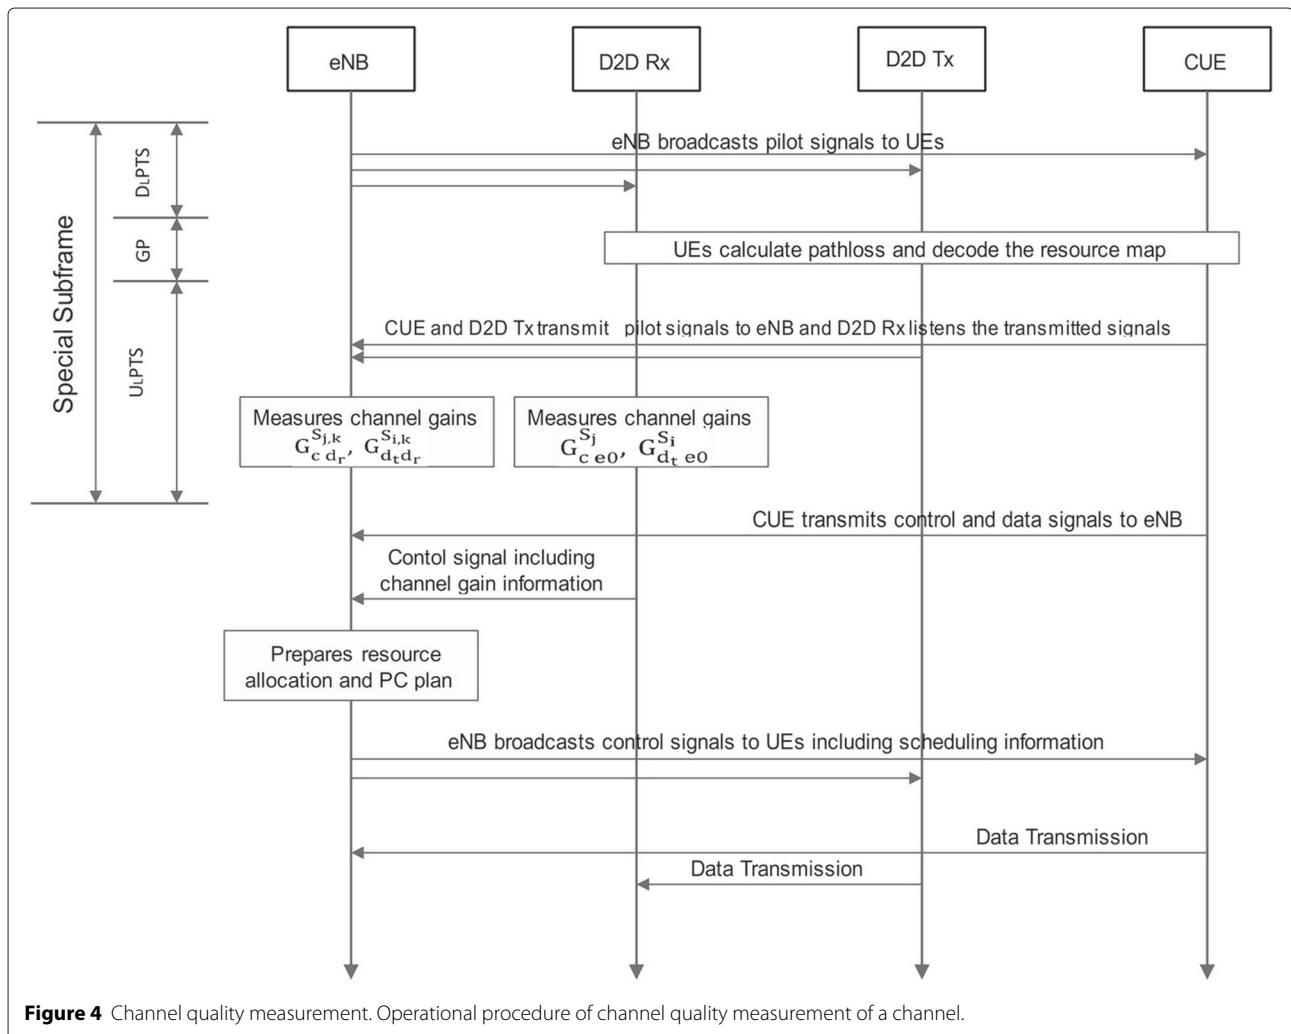 eNB
D2D Rx
D2D Tx
CUE
eNB broadcasts pilot signals to UEs
DLPTS
GP
ULPTS
Special Subframe
UEs calculate pathloss and decode the resource map
CUE and D2D Tx transmit pilot signals to eNB and D2D Rx listens the transmitted signals
Measures channel gains
G_{c d_r}^{S_{j,k}}, G_{d_t d_r}^{S_{i,k}}
Measures channel gains
G_{c e0}^{S_j}, G_{d_t e0}^{S_i}
CUE transmits control and data signals to eNB
Contol signal including
channel gain information
Prepares resource
allocation and PC plan
eNB broadcasts control signals to UEs including scheduling information
Data Transmission
Data Transmission
Figure 4 Channel quality measurement. Operational procedure of channel quality measurement of a channel.